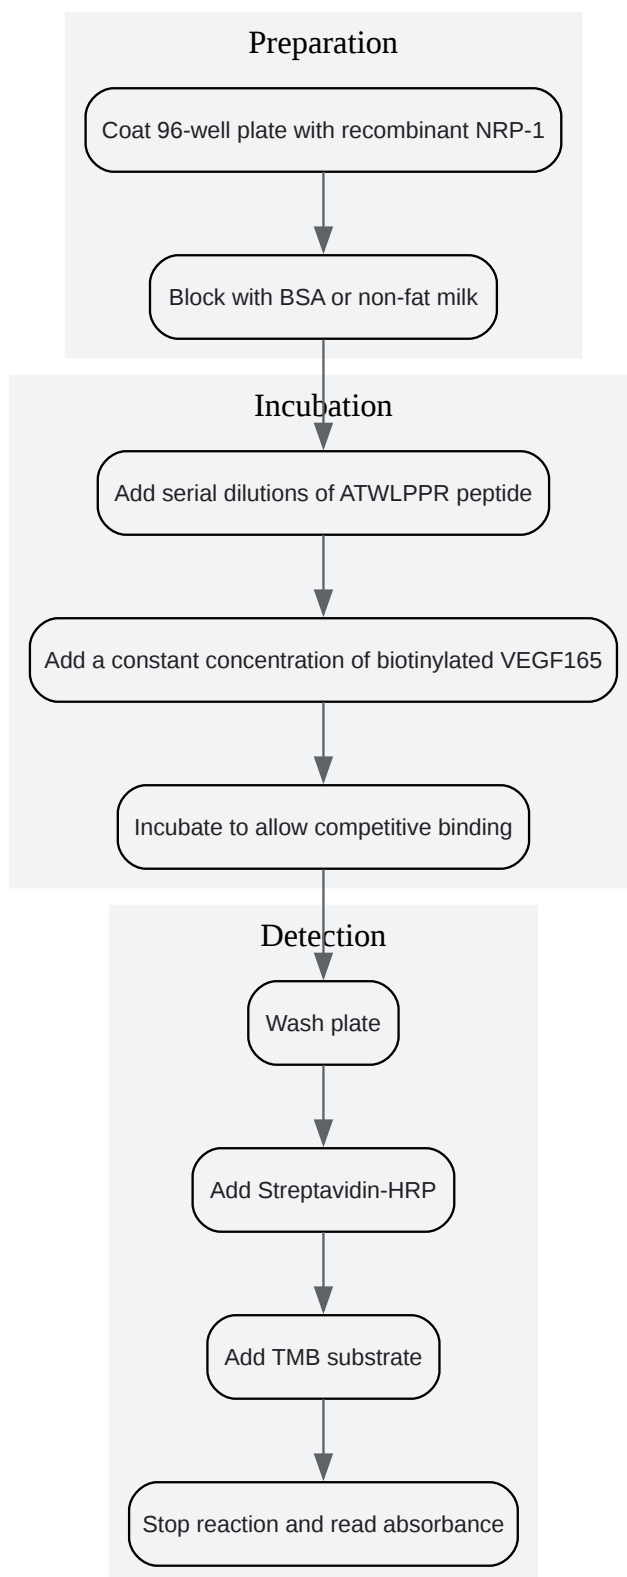 Preparation
Coat 96-well plate with recombinant NRP-1
Block with BSA or non-fat milk
Incubation
Add serial dilutions of ATWLPPR peptide
Add a constant concentration of biotinylated VEGF165
Incubate to allow competitive binding
Detection
Wash plate
Add Streptavidin-HRP
Add TMB substrate
Stop reaction and read absorbance